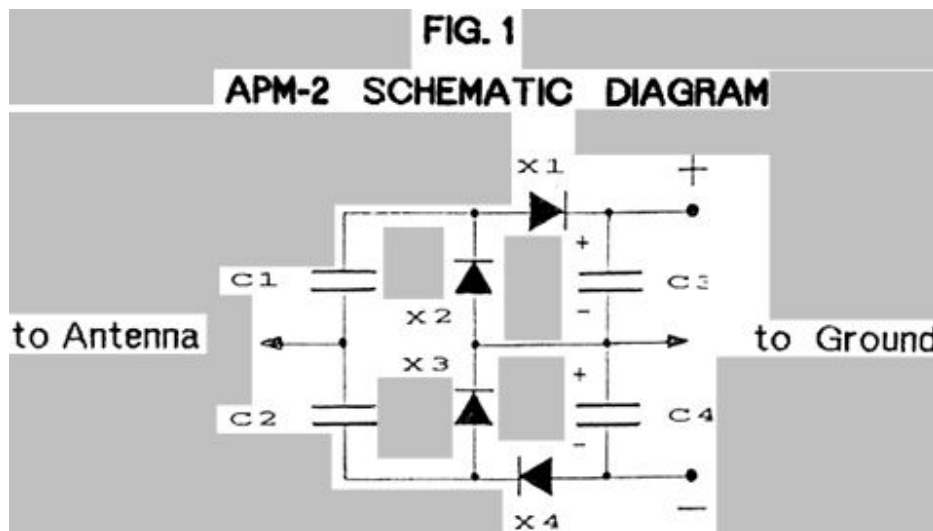 FIG. 1
APM-2 SCHEMATIC DIAGRAM
X1
+
+
C1
C3
X2
-
to Antenna
to Ground
X3
+
C2
C4
-
X4
-